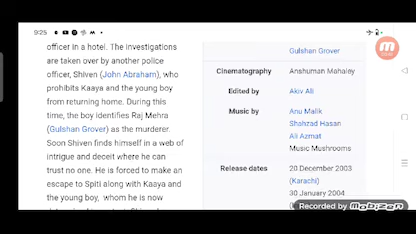 9:25
officer in a hotel. The investigations
are taken over by another police
officer, Shiven (John Abraham), who
prohibits Kaaya and the young boy
from returning home. During this
time, the boy identifies Raj Mehra
(Gulshan Grover) as the murderer.
Soon Shiven finds himself in a web of
intrigue and deceit where he can
trust no one. He is forced to make an
escape to Spiti along with Kaaya and
the young boy, whom he is now
Gulshan Grover
Cinematography Anshuman Mahaley
Edited by Akiv Ali
Music by Anu Malik
Shahzad Hasan
Ali Azmat
Music Mushrooms
Release dates 20 December 2003
(Karachi)
30 January 2004
Recorded by Mobizen